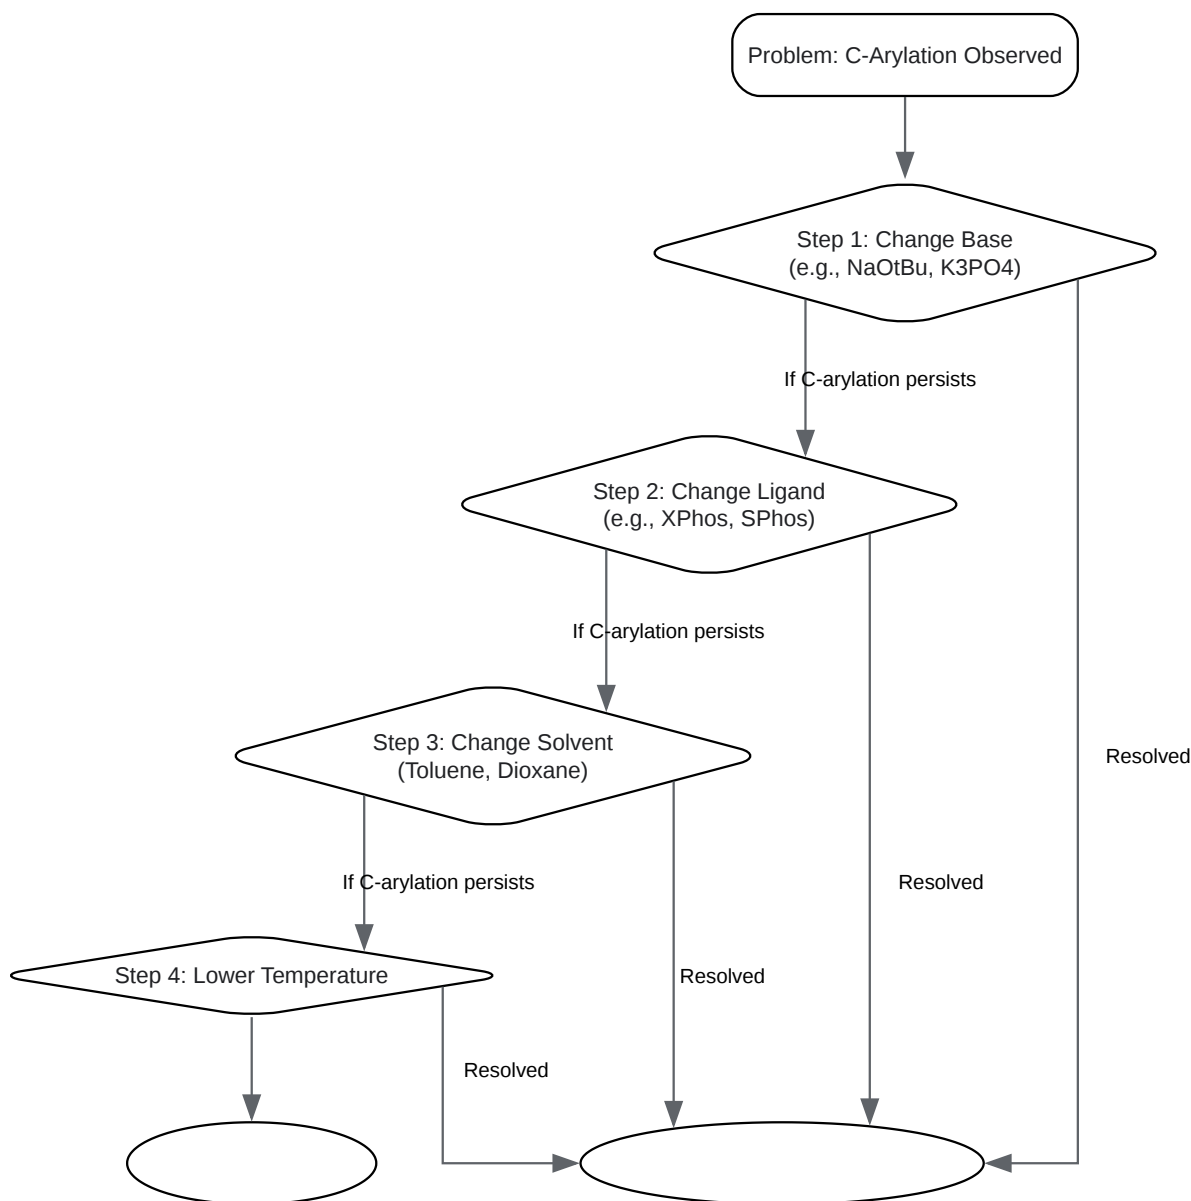 Problem: C-Arylation Observed
Step 1: Change Base
(e.g., NaOtBu, K3PO4)
If C-arylation persists
Step 2: Change Ligand
(e.g., XPhos, SPhos)
If C-arylation persists
Step 3: Change Solvent
(Toluene, Dioxane)
Resolved
If C-arylation persists
Resolved
Step 4: Lower Temperature
Resolved
Resolved